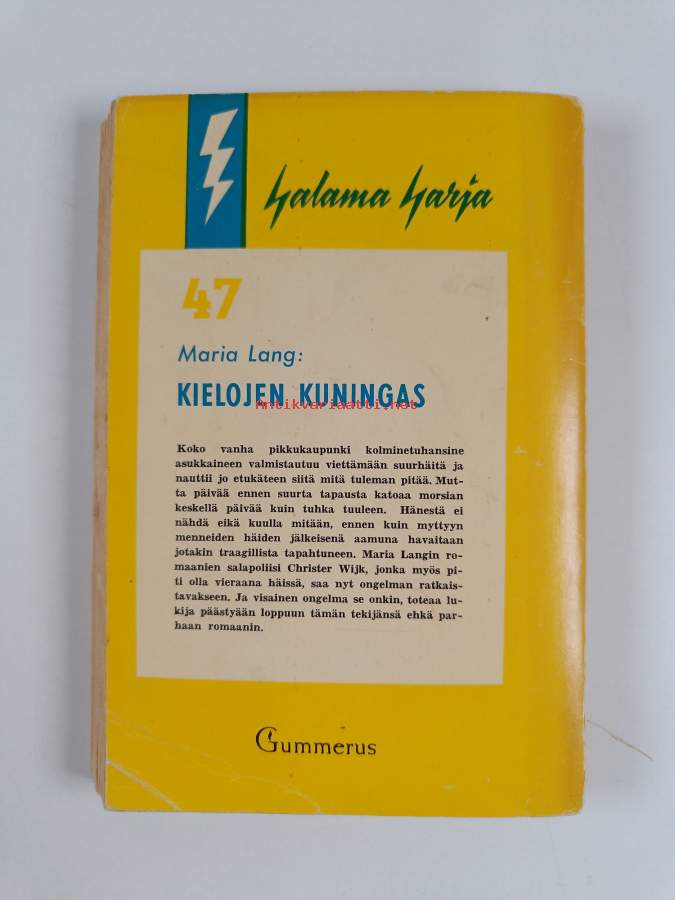 Salama Sarja
47
Maria Lang:
KIELOJEN KUNINGAS
Antikvariaatti.net
Koko vanha pikkukaupunki kolminetuhansine
asukkaineen valmistautuu viettämään suurhäitä ja
nauttii jo etukäteen siitä mitä tuleman pitää. Mut-
ta päivää ennen suurta tapausta katoaa morsian
keskellä päivää kuin tuhka tuuleen. Hänestä ei
nähdä eikä kuulla mitään, ennen kuin myttyyn
menneiden häiden jälkeisenä aamuna havaitaan
jotakin traagillista tapahtuneen. Maria Langin ro-
maanien salapoliisi Christer Wijk, jonka myös pi-
ti olla vieraana häissä, saa nyt ongelman ratkais-
tavakseen. Ja visainen ongelma se onkin, toteaa lu-
kija päästyään loppuun tämän tekijänsä ehkä par-
haan romaanin.
Gummerus